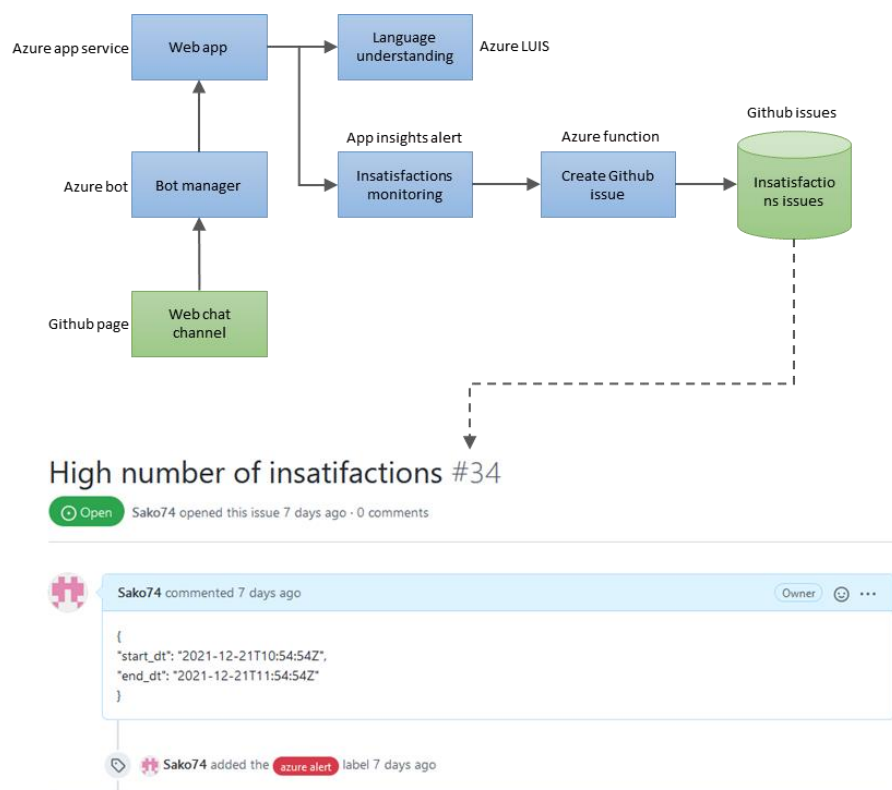 Azure app service
Web app
Language
understanding
Azure LUIS
Github issues
App insights alert
Azure function
Azure bot
Bot manager
Insatisfactions
monitoring
Create Github
issue
Insatisfactio
ns issues
Github page
Web chat
channel
High number of insatifactions #34
Open
Sako74 opened this issue 7 days ago · 0 comments
Sako74 commented 7 days ago
Owner
{
"start_dt": "2021-12-21T10:54:54Z",
"end_dt": "2021-12-21T11:54:54Z"
}
Sako74 added the azure alert label 7 days ago